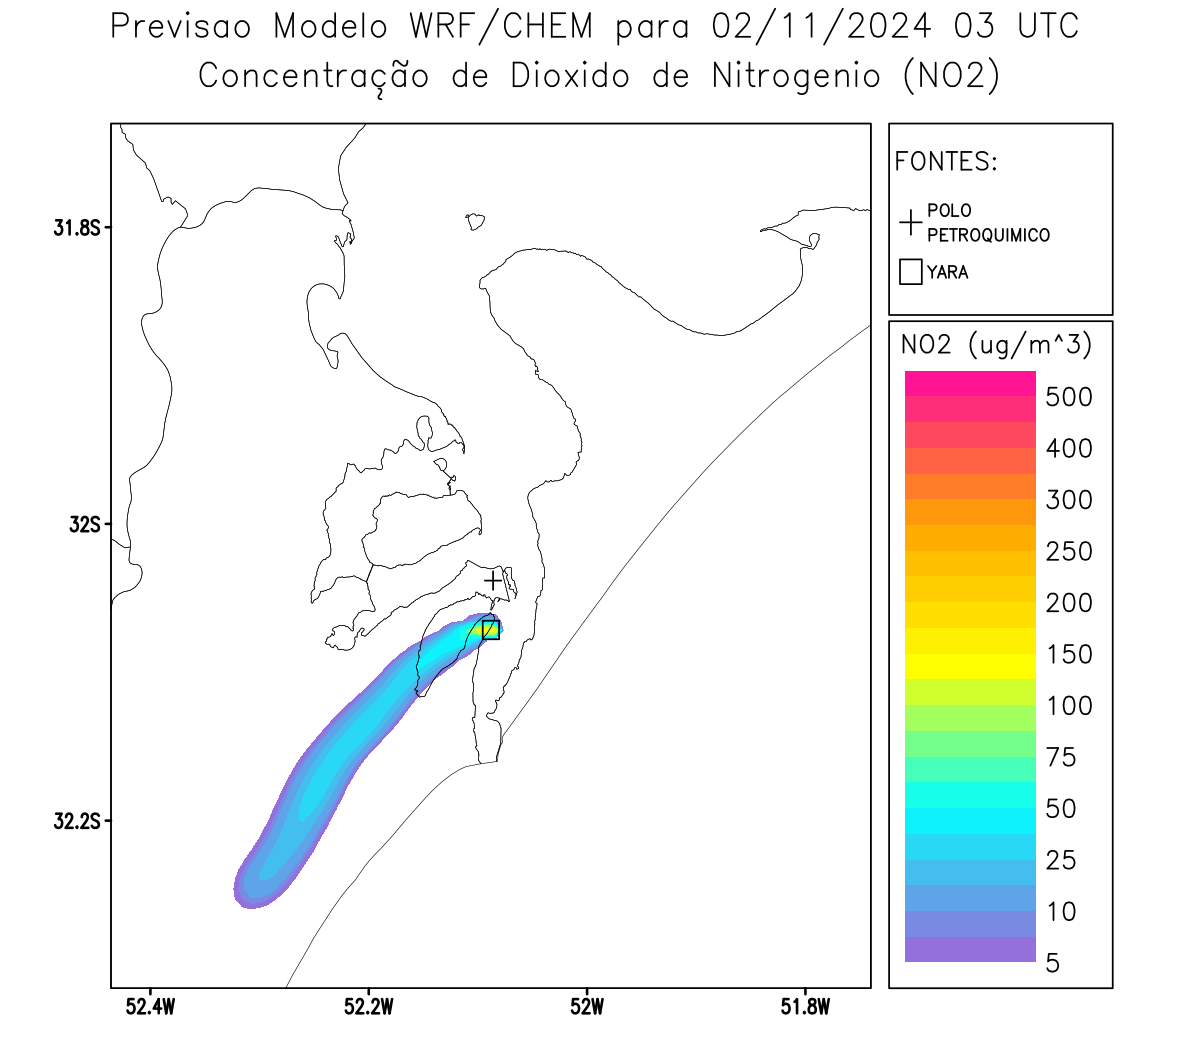 Previsao Modelo WRF/CHEM para 02/11/2024 03 UTC
Concentração de Dioxido de Nitrogenio (NO2)
FONTES:
POLO
PETROQUIMICO
YARA
NO2 (ug/m^3)
500
400
300
250
200
150
100
75
50
25
10
5
31.8S
32S
32.2S
52.4W
52.2W
52W
51.8W